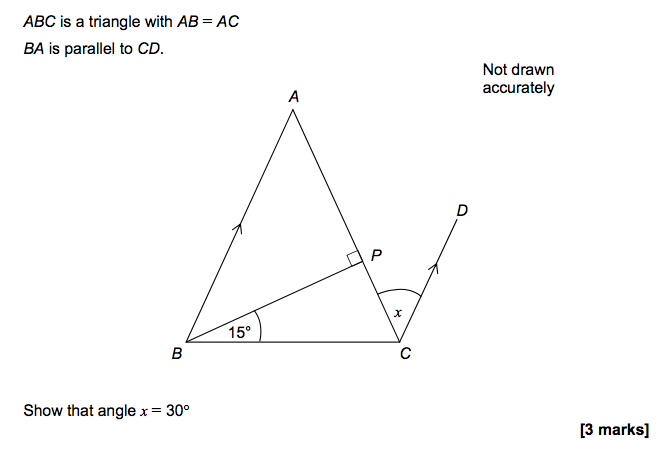 ABC is a triangle with AB = AC
BA is parallel to CD.
Not drawn
accurately
A
D
P
x
15°
B
C
Show that angle x = 30°
[3 marks]